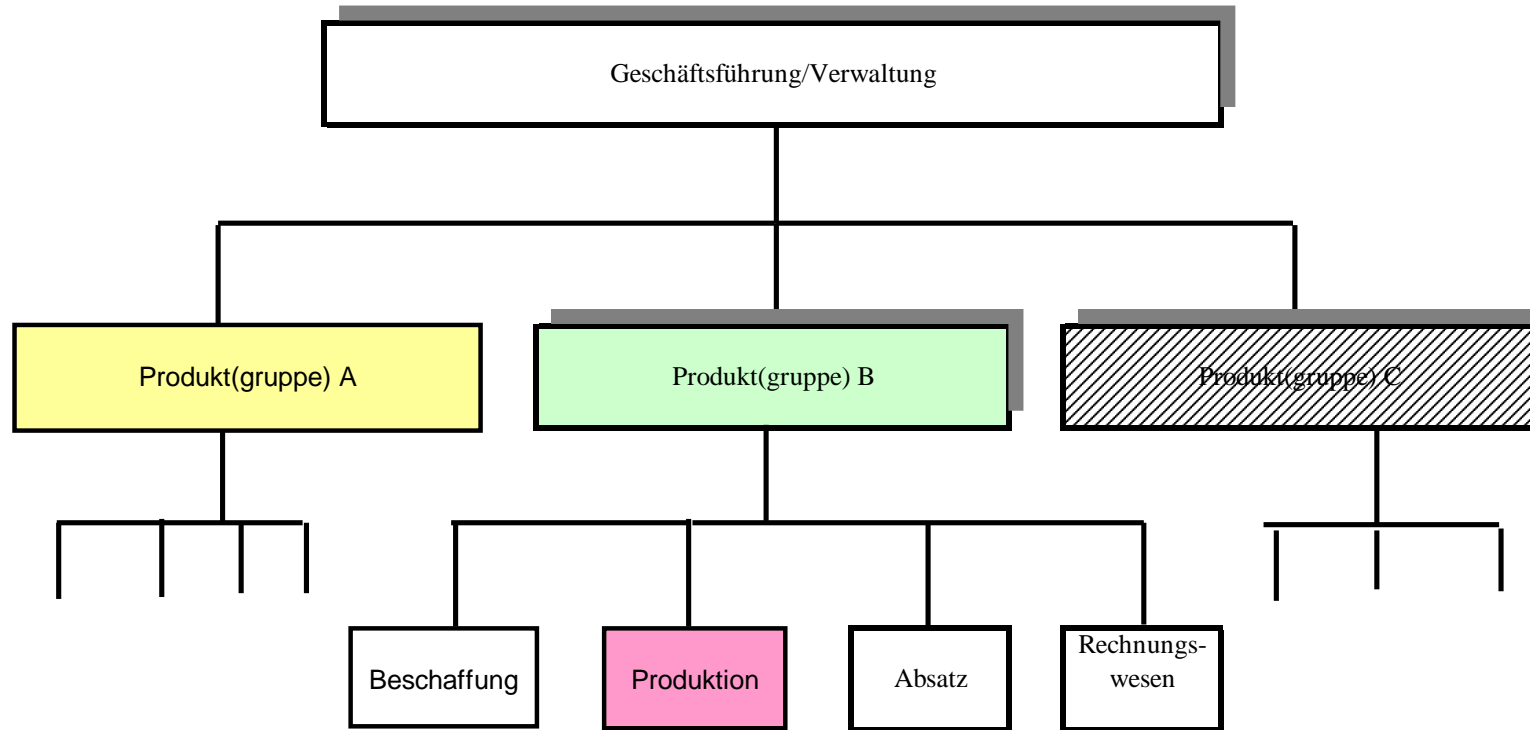 Geschäftsführung/Verwaltung
Produkt(gruppe) A
Produkt(gruppe) B
Produkt(gruppe) C
Beschaffung
Produktion
Absatz
Rechnungs-
wesen